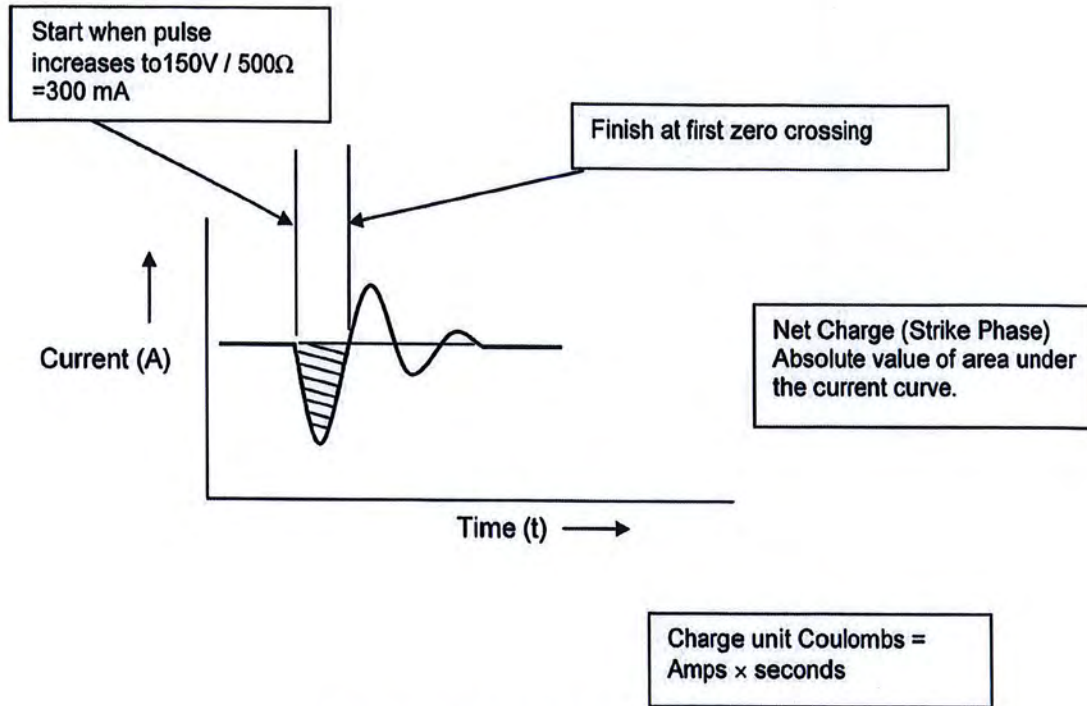 Start when pulse
increases to150V / 500Ω
=300 mA
Finish at first zero crossing
Current (A)
Net Charge (Strike Phase)
Absolute value of area under
the current curve.
Time (t)
Charge unit Coulombs =
Amps × seconds